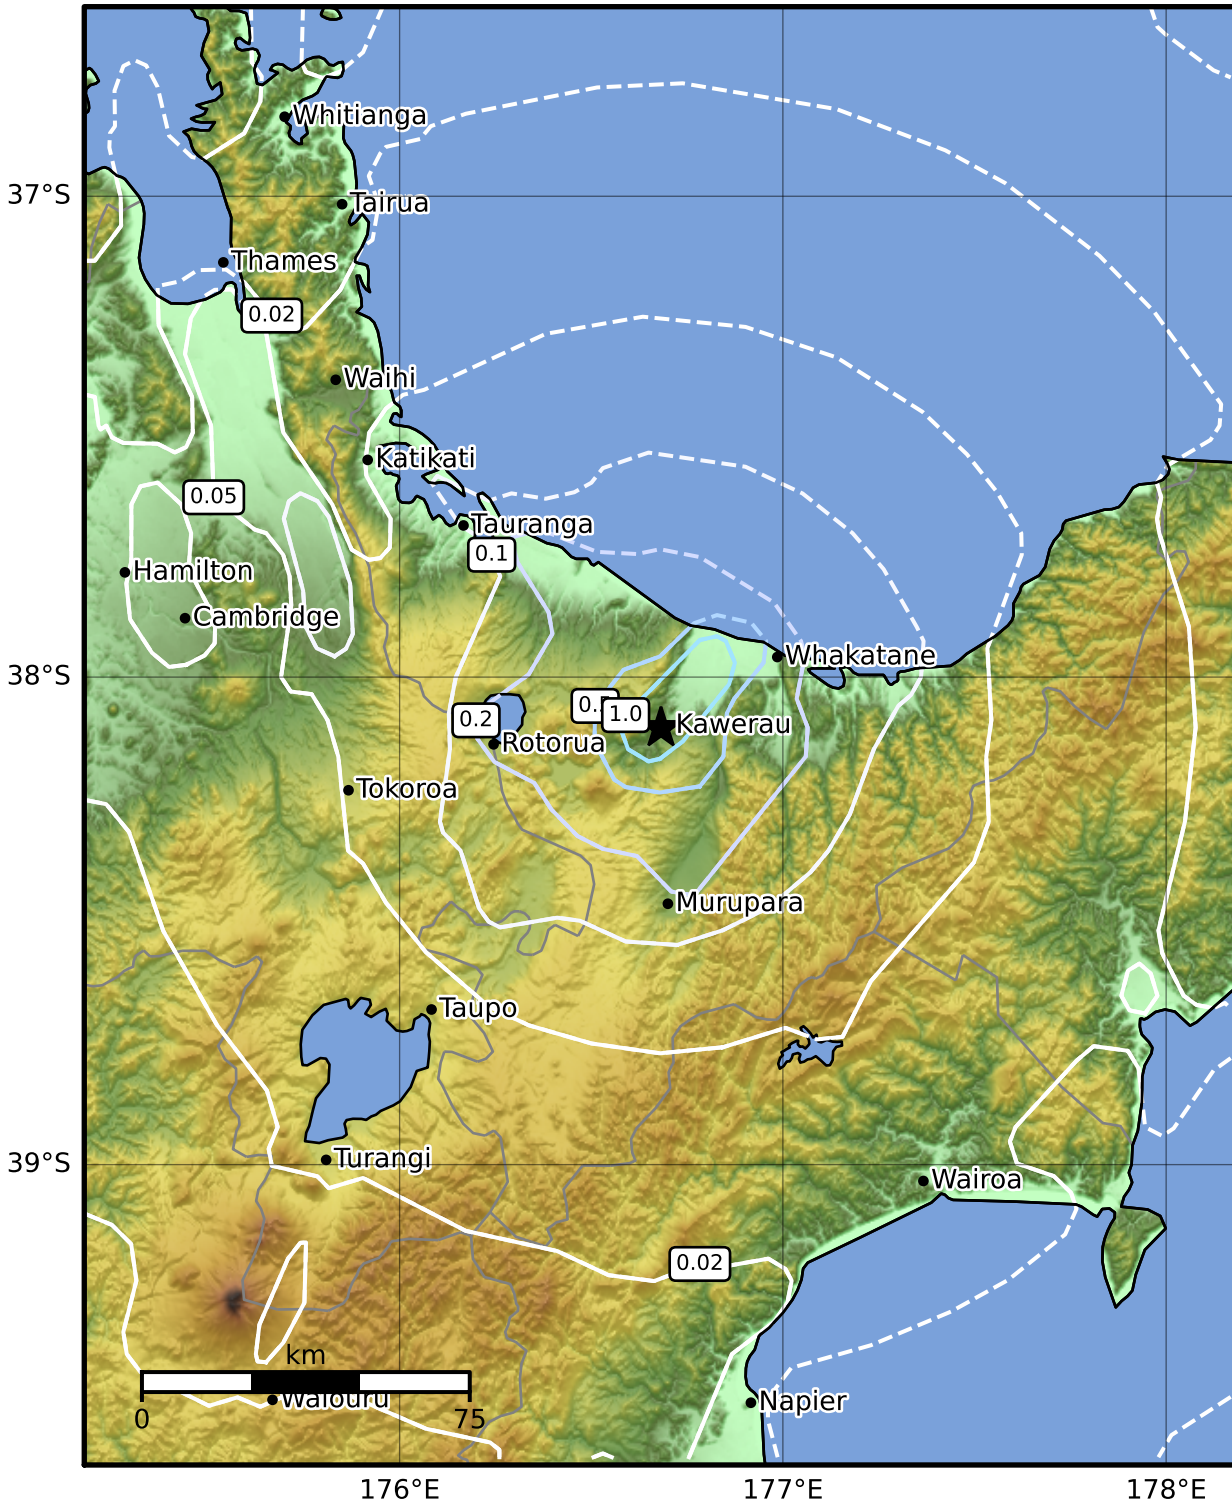 Whitianga
37°S
Tairua
Thames
0.02
Waihi
Katikati
0.05
Tauranga
0.1
Hamilton
Cambridge
Whakatane
38°S
1.0
0.2
Kawerau
Rotorua
Tokoroa
Murupara
Taupo
Turangi
39°S
Wairoa
0.02
km
Waiouru
Napier
0
75
176°E
177°E
178°E